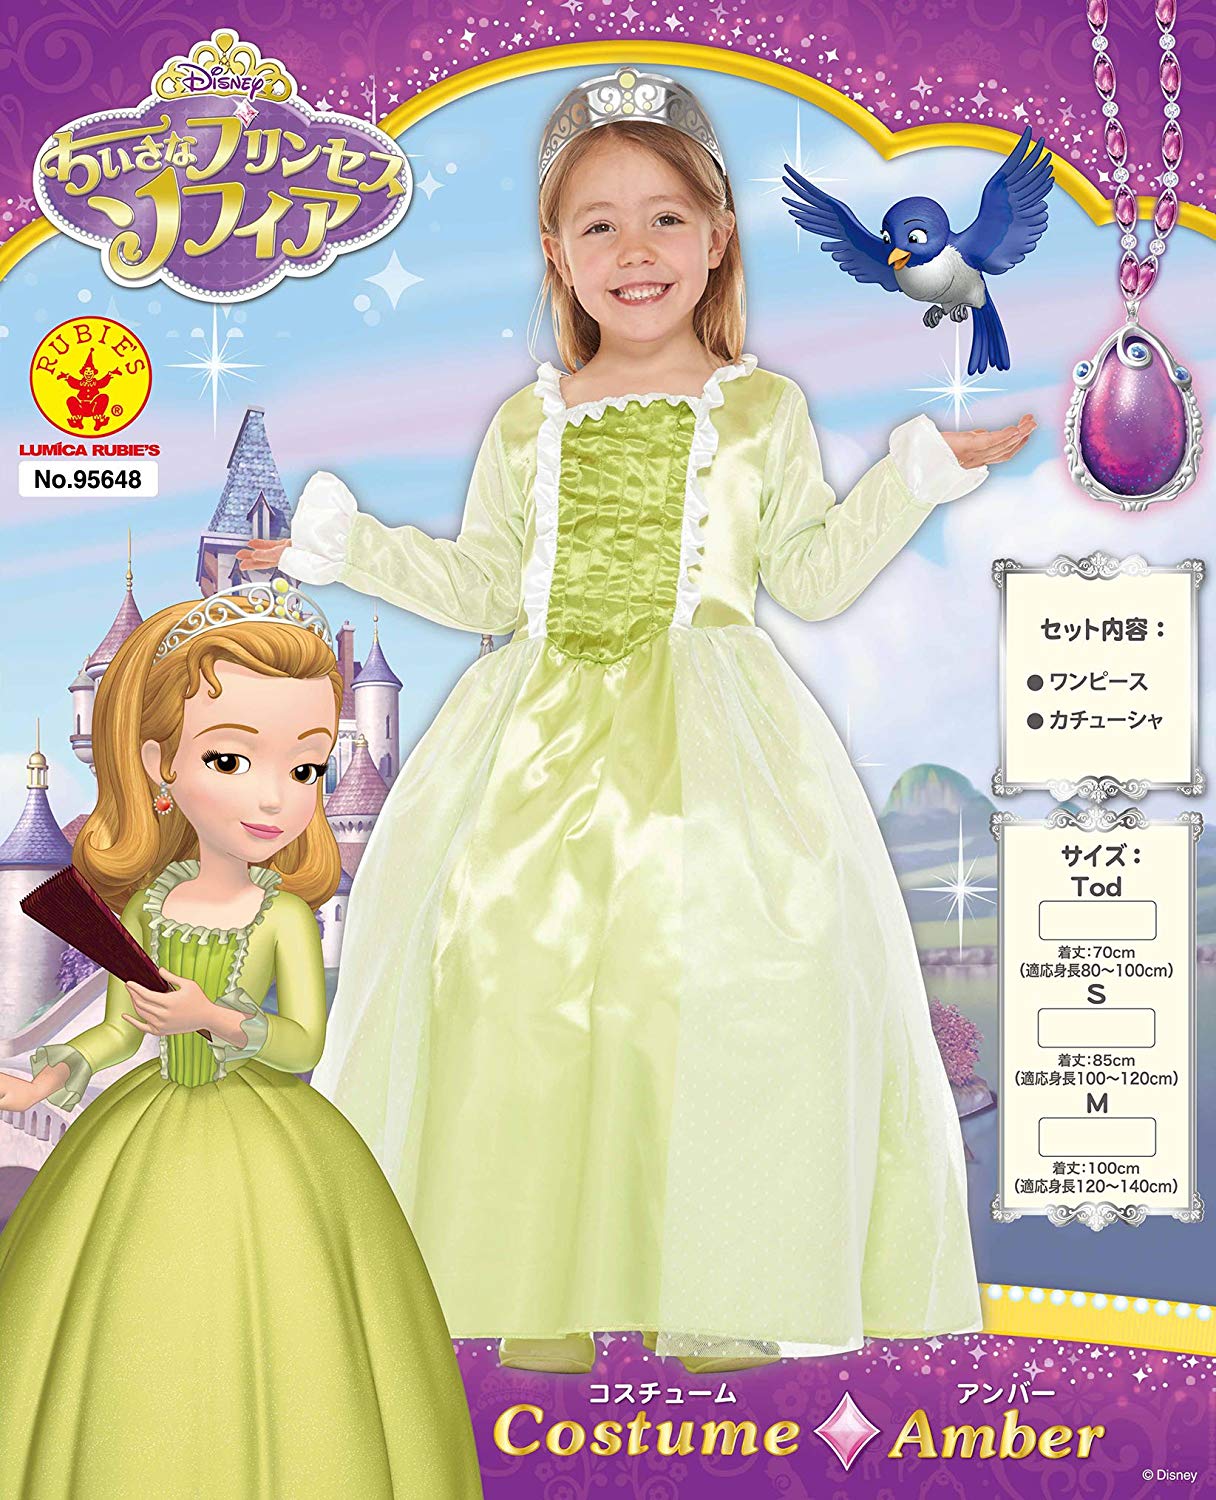 Disney
ちいさなプリンセス
ソフィア
RUBIE'S
®
LUMICA RUBIE'S
No.95648
セット内容：
●ワンピース
●カチューシャ
サイズ：
Tod
着丈：70cm
（適応身長80〜100cm）
S
着丈：85cm
（適応身長100〜120cm）
M
着丈：100cm
（適応身長120〜140cm）
コスチューム アンバー
Costume Amber
© Disney